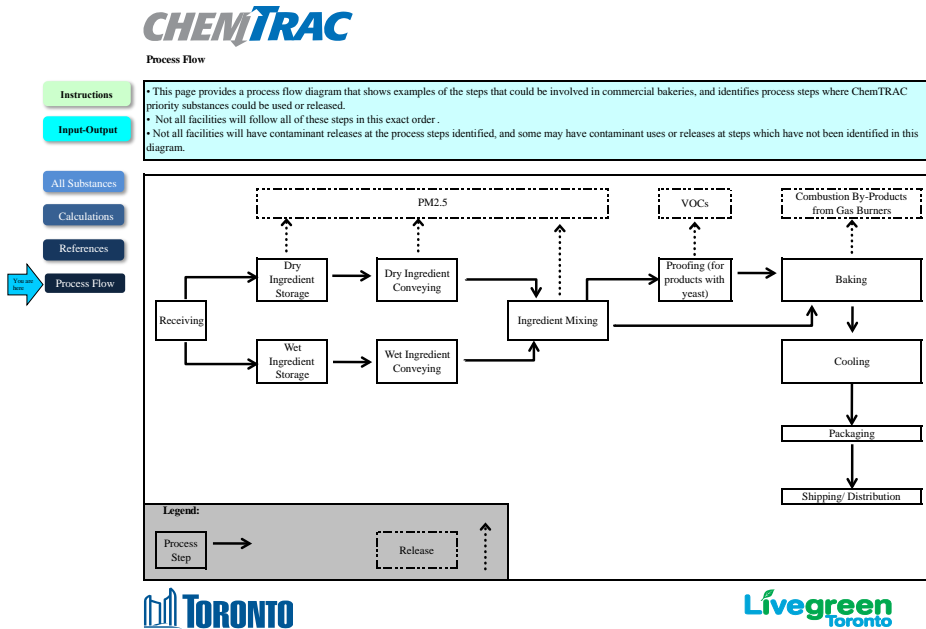 CHEMTRAC
Process Flow
Instructions
Input-Output
All Substances
Calculations
References
You are
here
Process Flow
• This page provides a process flow diagram that shows examples of the steps that could be involved in commercial bakeries, and identifies process steps where ChemTRAC
priority substances could be used or released.
• Not all facilities will follow all of these steps in this exact order .
• Not all facilities will have contaminant releases at the process steps identified, and some may have contaminant uses or releases at steps which have not been identified in this
diagram.
PM2.5
VOCs
Combustion By-Products
from Gas Burners
Receiving
Dry
Ingredient
Storage
Dry Ingredient
Conveying
Wet
Ingredient
Storage
Wet Ingredient
Conveying
Ingredient Mixing
Proofing (for
products with
yeast)
Baking
Cooling
Packaging
Shipping/ Distribution
Legend:
Process
Step
Release
TORONTO
Livegreen
Toronto